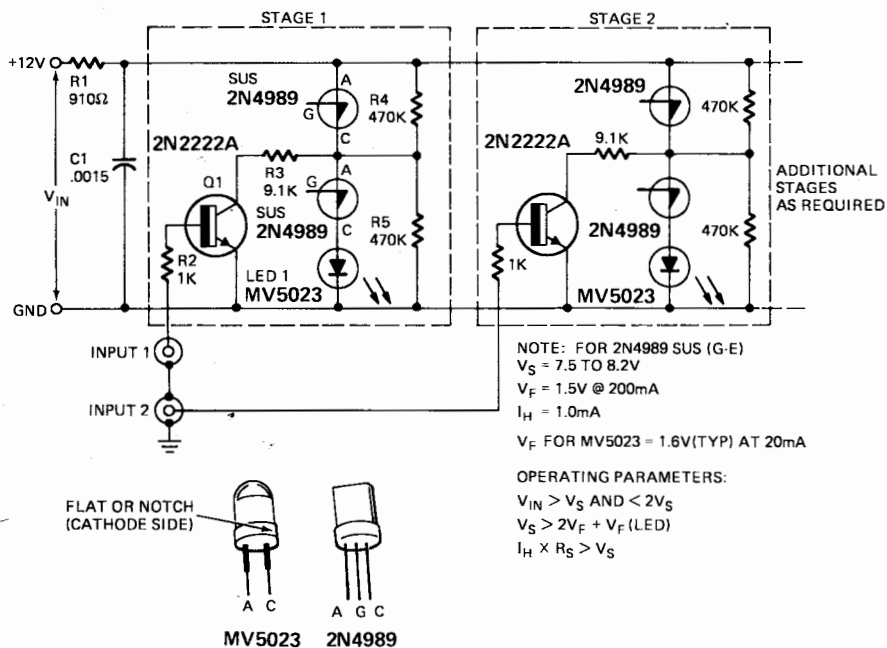 STAGE 1
STAGE 2
+12V
R1
910Ω
C1
.0015
VIN
GND
SUS
2N4989
A
G
C
R4
470K
2N2222A
Q1
R3
9.1K
G
A
SUS
2N4989
C
R5
470K
R2
1K
LED 1
MV5023
2N4989
470K
2N2222A
9.1K
2N4989
470K
1K
MV5023
ADDITIONAL
STAGES
AS REQUIRED
INPUT 1
INPUT 2
NOTE: FOR 2N4989 SUS (G-E)
VS = 7.5 TO 8.2V
VF = 1.5V @ 200mA
IH = 1.0mA
VF FOR MV5023 = 1.6V(TYP) AT 20mA
OPERATING PARAMETERS:
VIN > VS AND < 2VS
VS > 2VF + VF (LED)
IH X RS > VS
FLAT OR NOTCH
(CATHODE SIDE)
A C
MV5023
A G C
2N4989